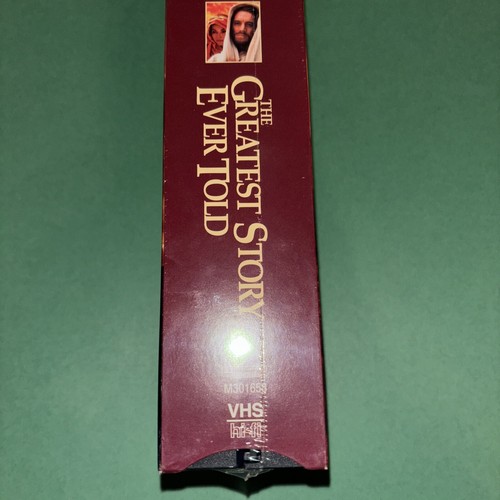 THE
GREATEST STORY
EVER TOLD
M301653
VHS
hi-fi